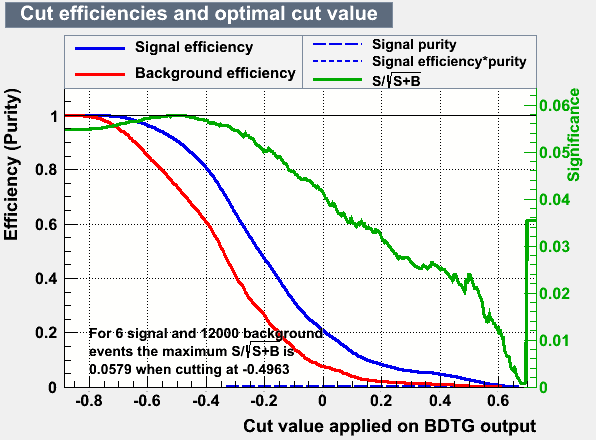 Cut efficiencies and optimal cut value
Signal efficiency
Background efficiency
Signal purity
Signal efficiency*purity
S/√S+B
Efficiency (Purity)
1
0.8
0.6
0.4
0.2
0
Significance
0.06
0.05
0.04
0.03
0.02
0.01
0
For 6 signal and 12000 background
events the maximum S/√S+B is
0.0579 when cutting at -0.4963
-0.8 -0.6 -0.4 -0.2 0 0.2 0.4 0.6
Cut value applied on BDTG output